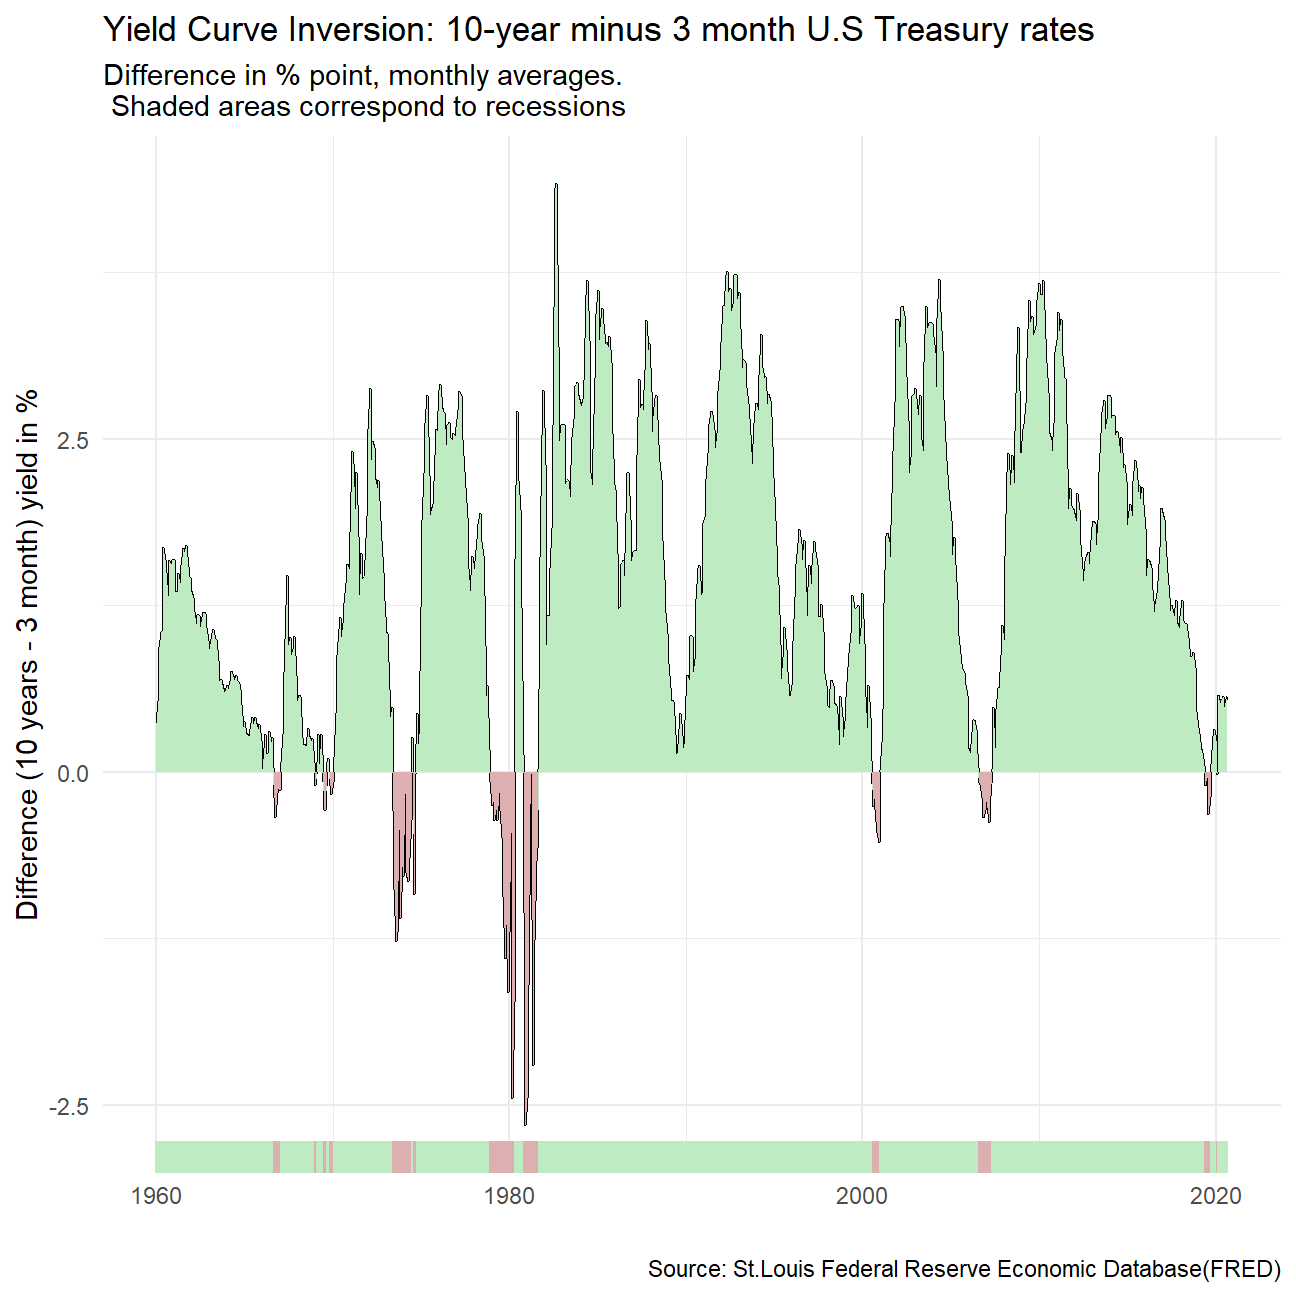 Yield Curve Inversion: 10-year minus 3 month U.S Treasury rates
Difference in % point, monthly averages.
Shaded areas correspond to recessions
Difference (10 years - 3 month) yield in %
2.5
0.0
-2.5
1960
1980
2000
2020
Source: St.Louis Federal Reserve Economic Database(FRED)